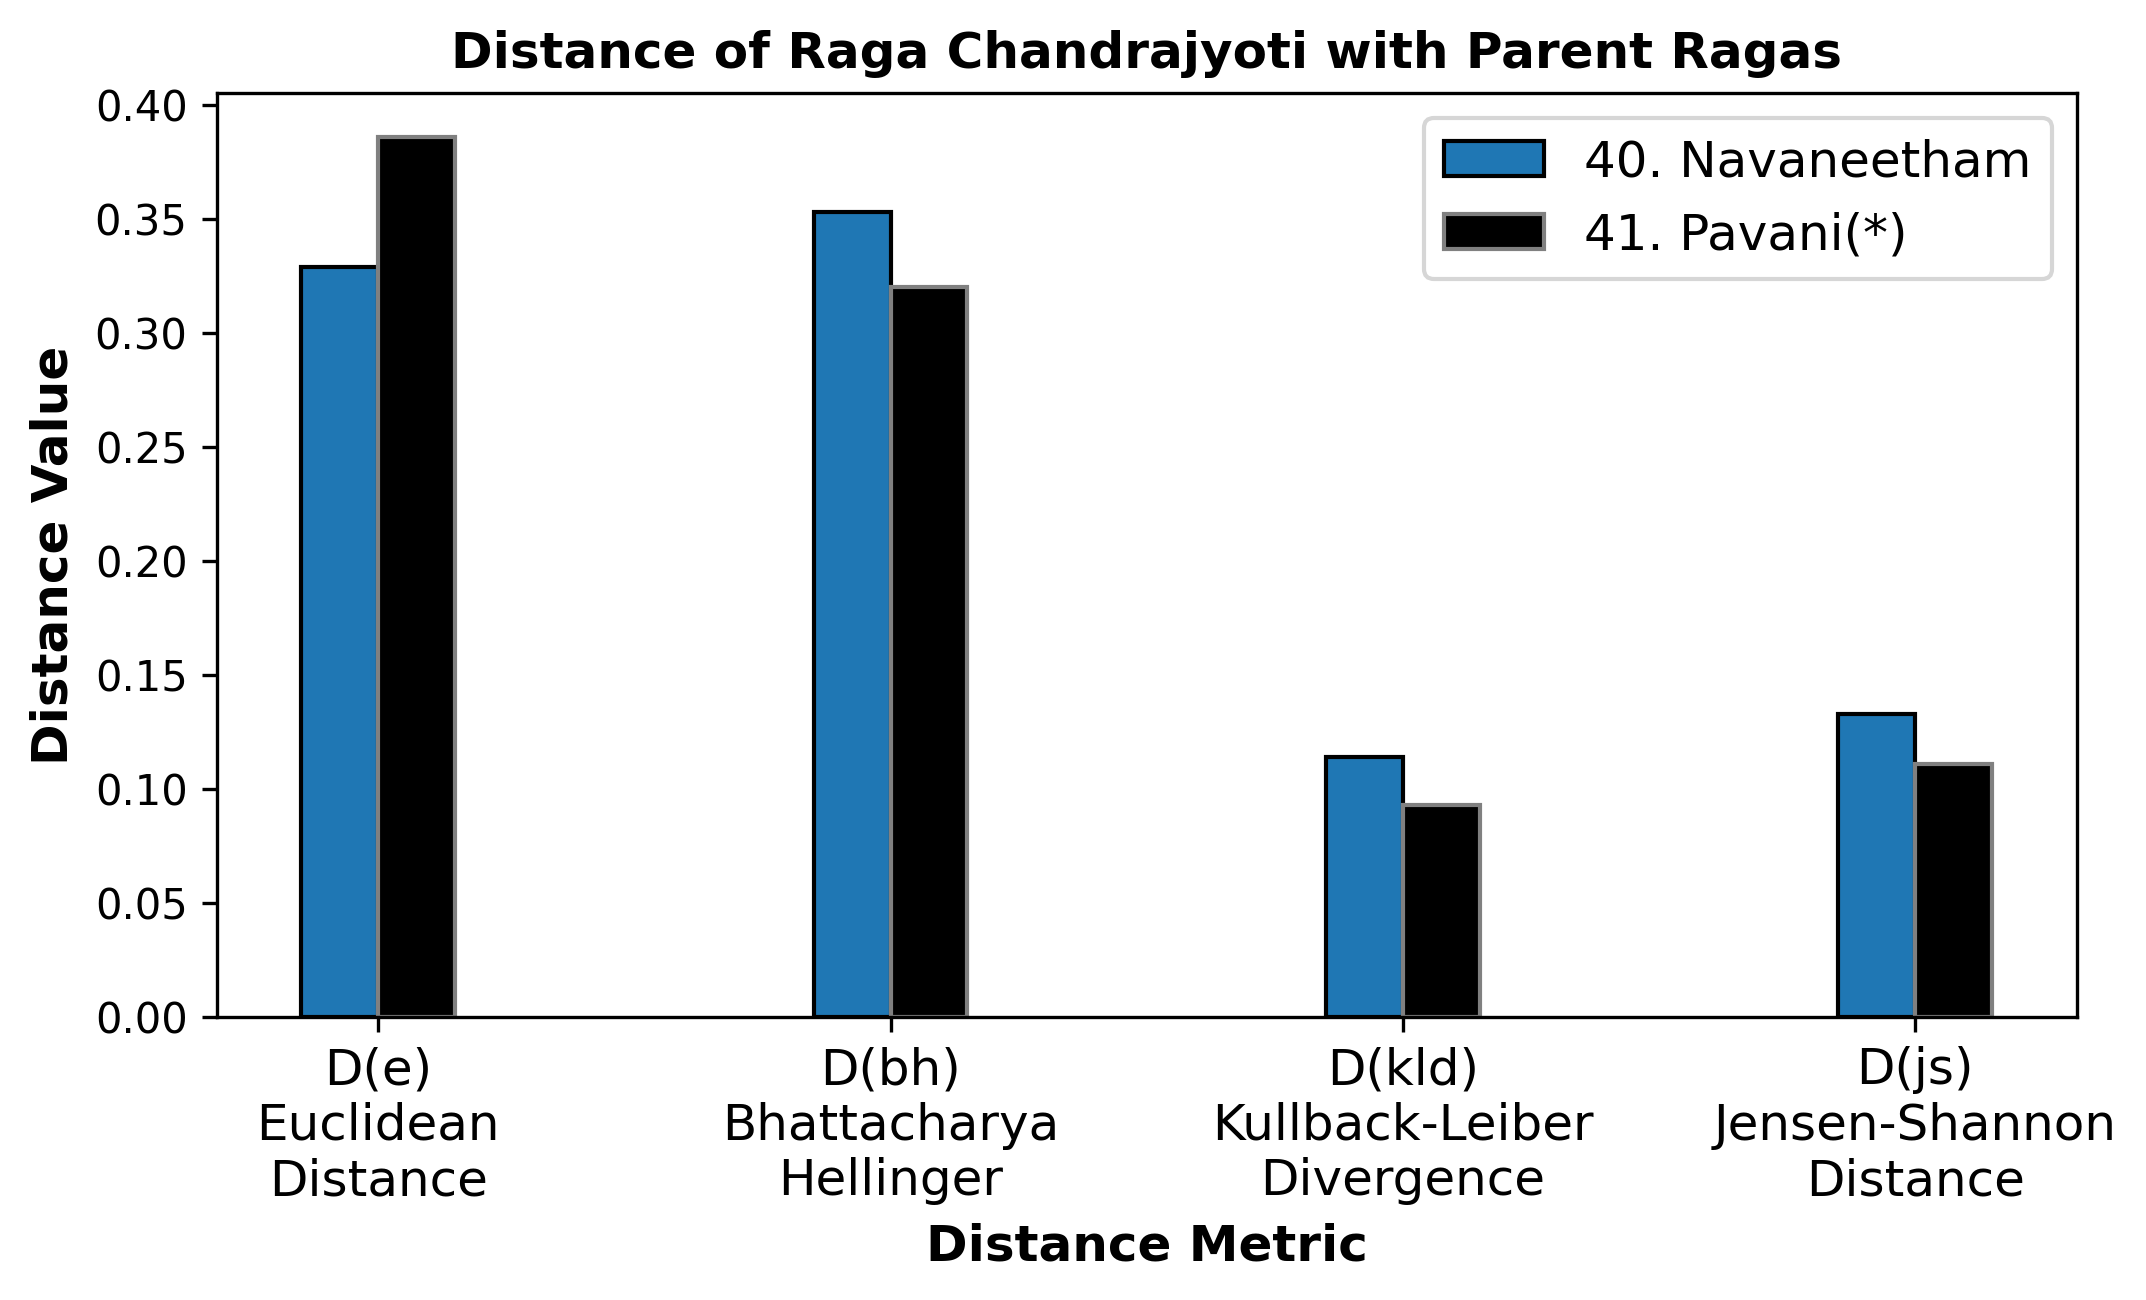 Distance of Raga Chandrajyoti with Parent Ragas
40. Navaneetham
41. Pavani(*)
Distance Value
0.40
0.35
0.30
0.25
0.20
0.15
0.10
0.05
0.00
D(e)
Euclidean
Distance
D(bh)
Bhattacharya
Hellinger
D(kld)
Kullback-Leiber
Divergence
D(js)
Jensen-Shannon
Distance
Distance Metric